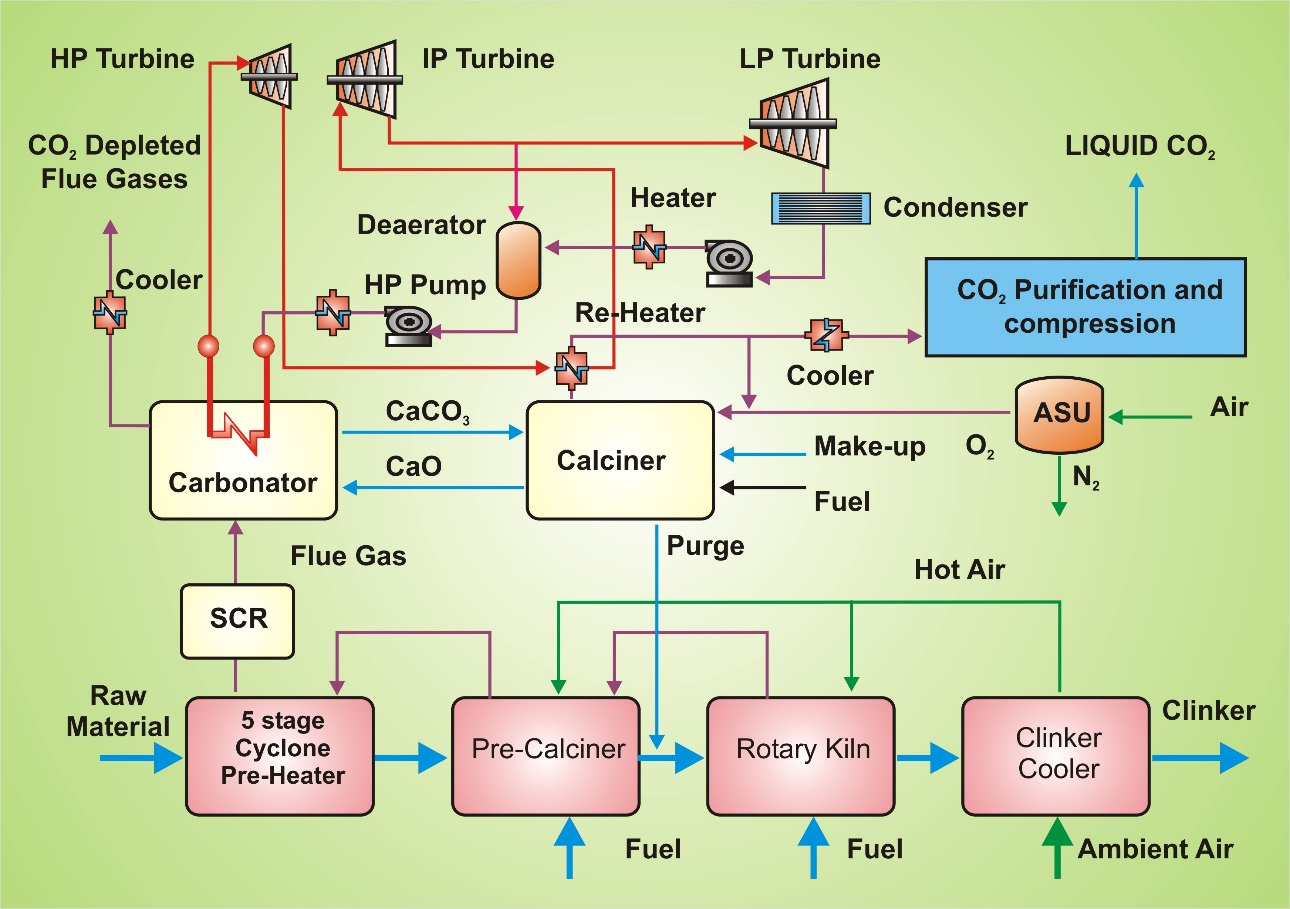 HP Turbine
IP Turbine
LP Turbine
CO₂ Depleted
Flue Gases
LIQUID CO₂
Heater
Condenser
Deaerator
Cooler
HP Pump
CO₂ Purification and
compression
Re-Heater
Cooler
CaCO₃
ASU
Air
Calciner
Make-up
O₂
CaO
Carbonator
N₂
Fuel
Purge
Flue Gas
Hot Air
SCR
Raw
Material
5 stage
Cyclone
Pre-Heater
Pre-Calciner
Rotary Kiln
Clinker
Cooler
Clinker
Fuel
Fuel
Ambient Air